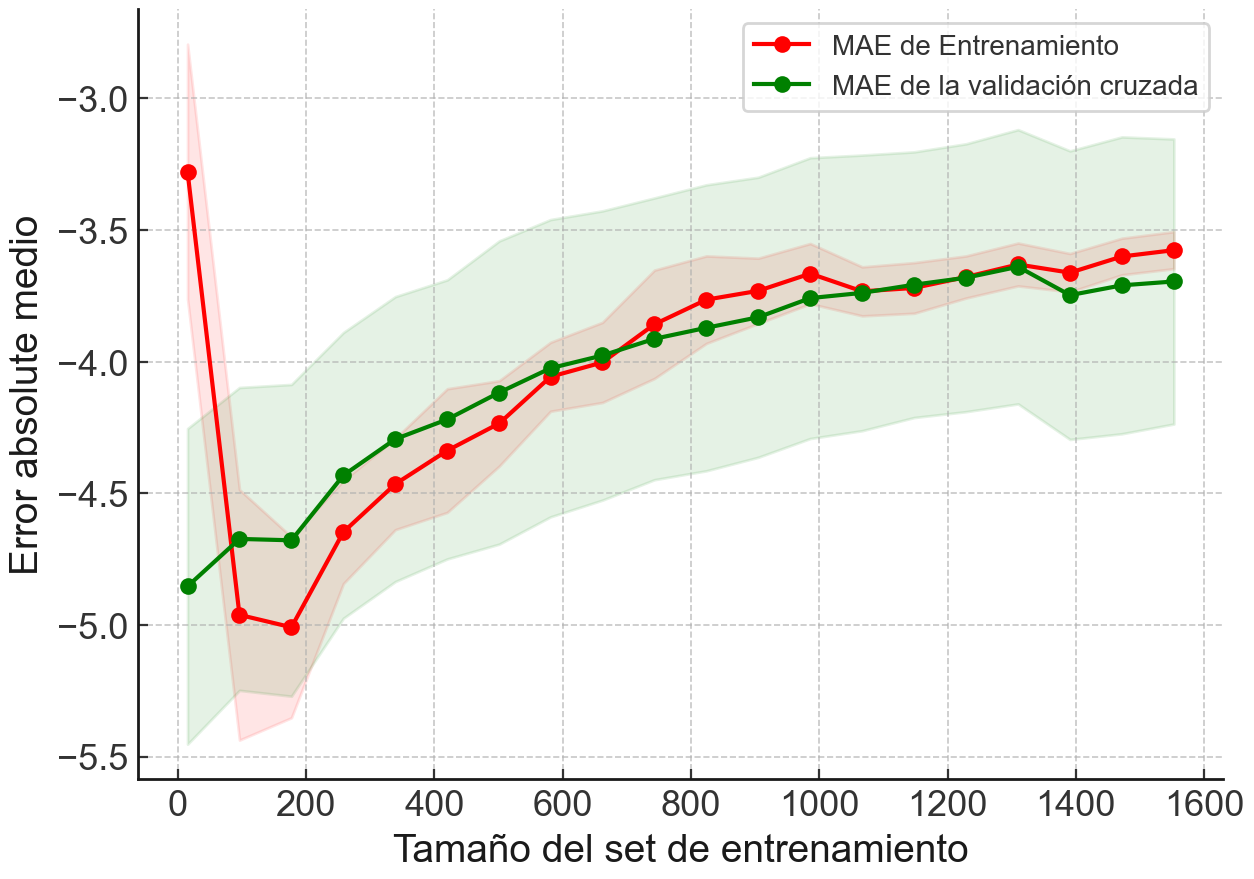 MAE de Entrenamiento
MAE de la validación cruzada
−3.0
−3.5
−4.0
−4.5
−5.0
−5.5
Error absolute medio
0 200 400 600 800 1000 1200 1400 1600
Tamaño del set de entrenamiento